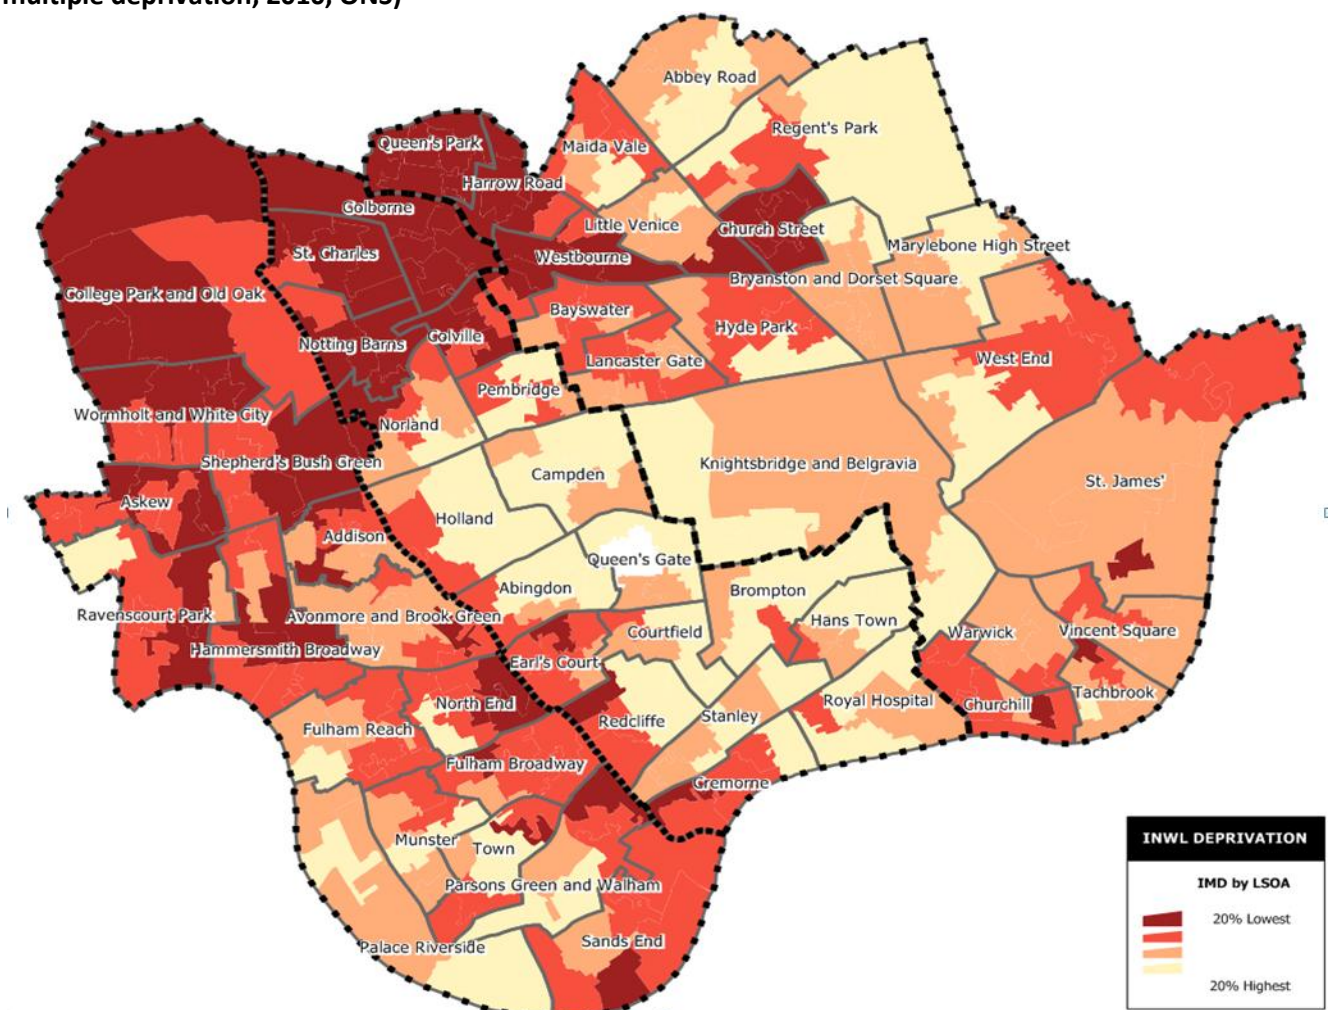 multiple deprivation, 2010, ONS)
Abbey Road
Regent's Park
Queen's Park
Maida Vale
Harrow Road
Golborne
Little Venice
Church Street
Marylebone High Street
St. Charles
Westbourne
Bryanston and Dorset Square
College Park and Old Oak
Bayswater
Hyde Park
Notting Barns
Colville
Lancaster Gate
West End
Pembridge
Wormholt and White City
Norland
Shepherd's Bush Green
Campden
Knightsbridge and Belgravia
St. James'
Askew
Holland
Addison
Queen's Gate
Abingdon
Brompton
Ravenscourt Park
Avonmore and Brook Green
Hans Town
Courtfield
Warwick
Vincent Square
Hammersmith Broadway
Earl's Court
Tachbrook
North End
Royal Hospital
Churchill
Redcliffe
Stanley
Fulham Reach
Fulham Broadway
Cremorne
Munster
Town
Parsons Green and Walham
Palace Riverside
Sands End
INWL DEPRIVATION
IMD by LSOA
20% Lowest
20% Highest